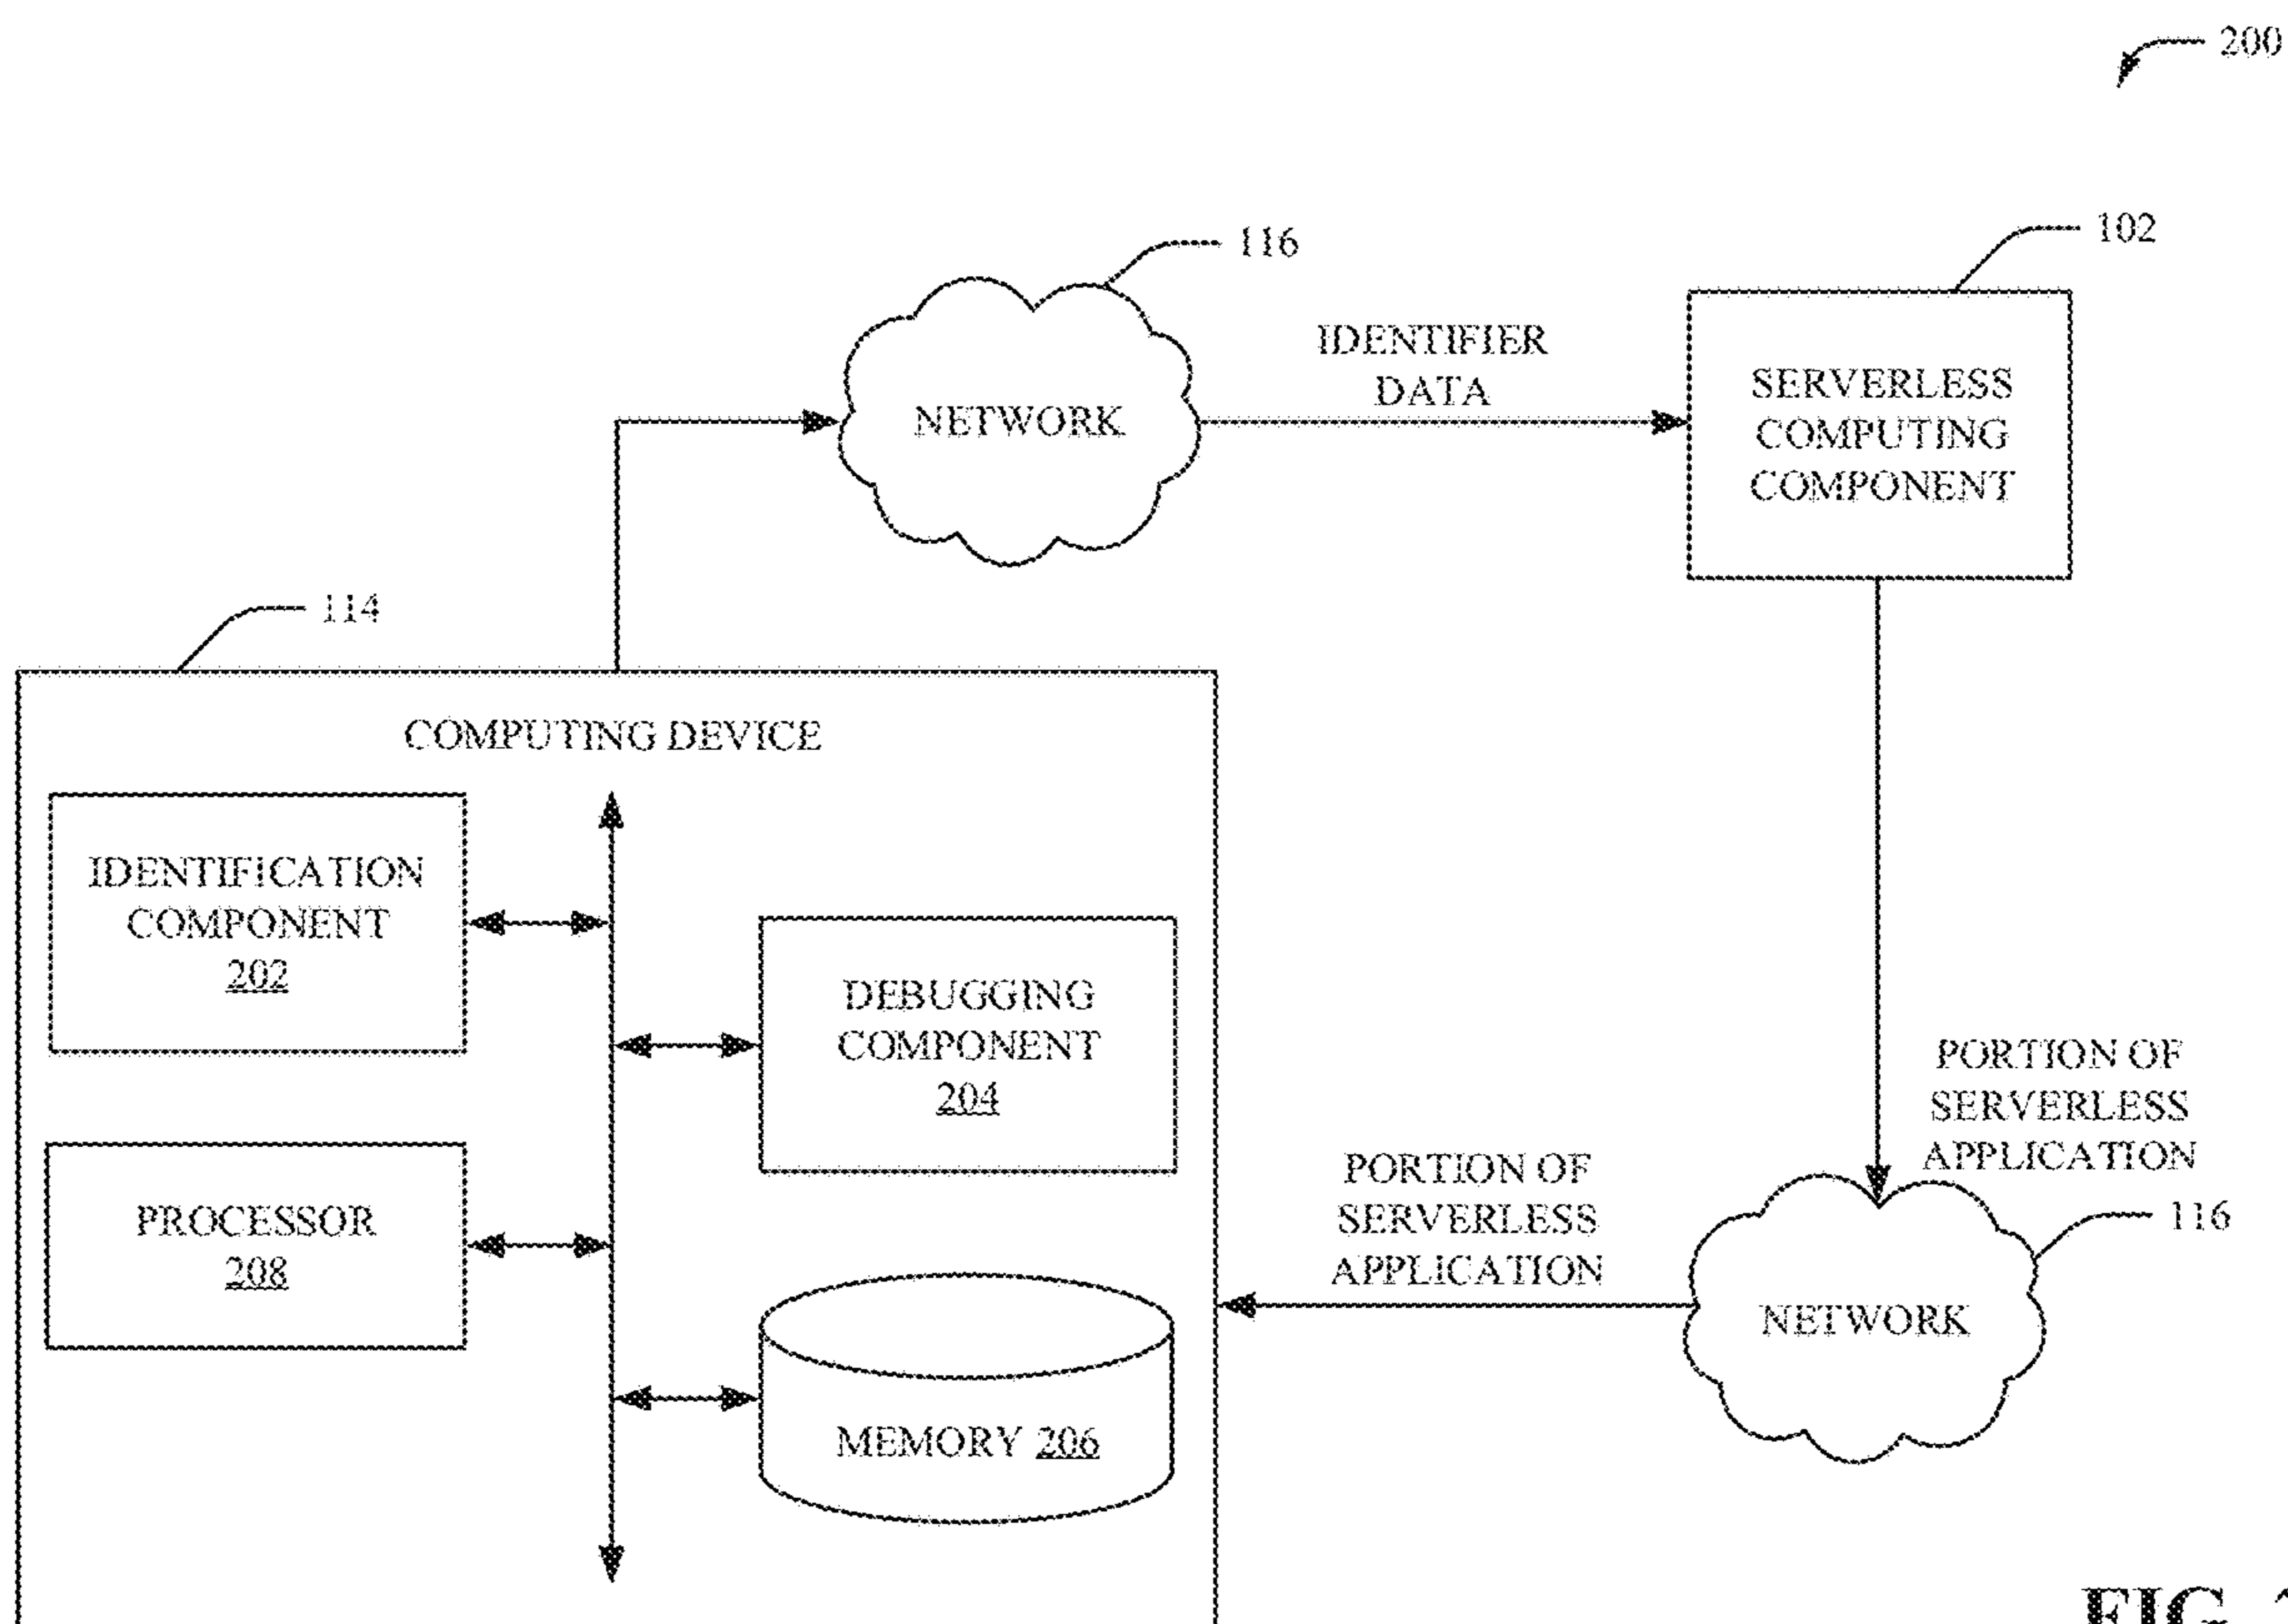 200
116
102
IDENTIFIER
DATA
NETWORK
SERVERLESS
COMPUTING
COMPONENT
114
COMPUTING DEVICE
IDENTIFICATION
COMPONENT
202
DEBUGGING
COMPONENT
204
PROCESSOR
208
MEMORY 206
PORTION OF
SERVERLESS
APPLICATION
PORTION OF
SERVERLESS
APPLICATION
116
NETWORK
FIG.